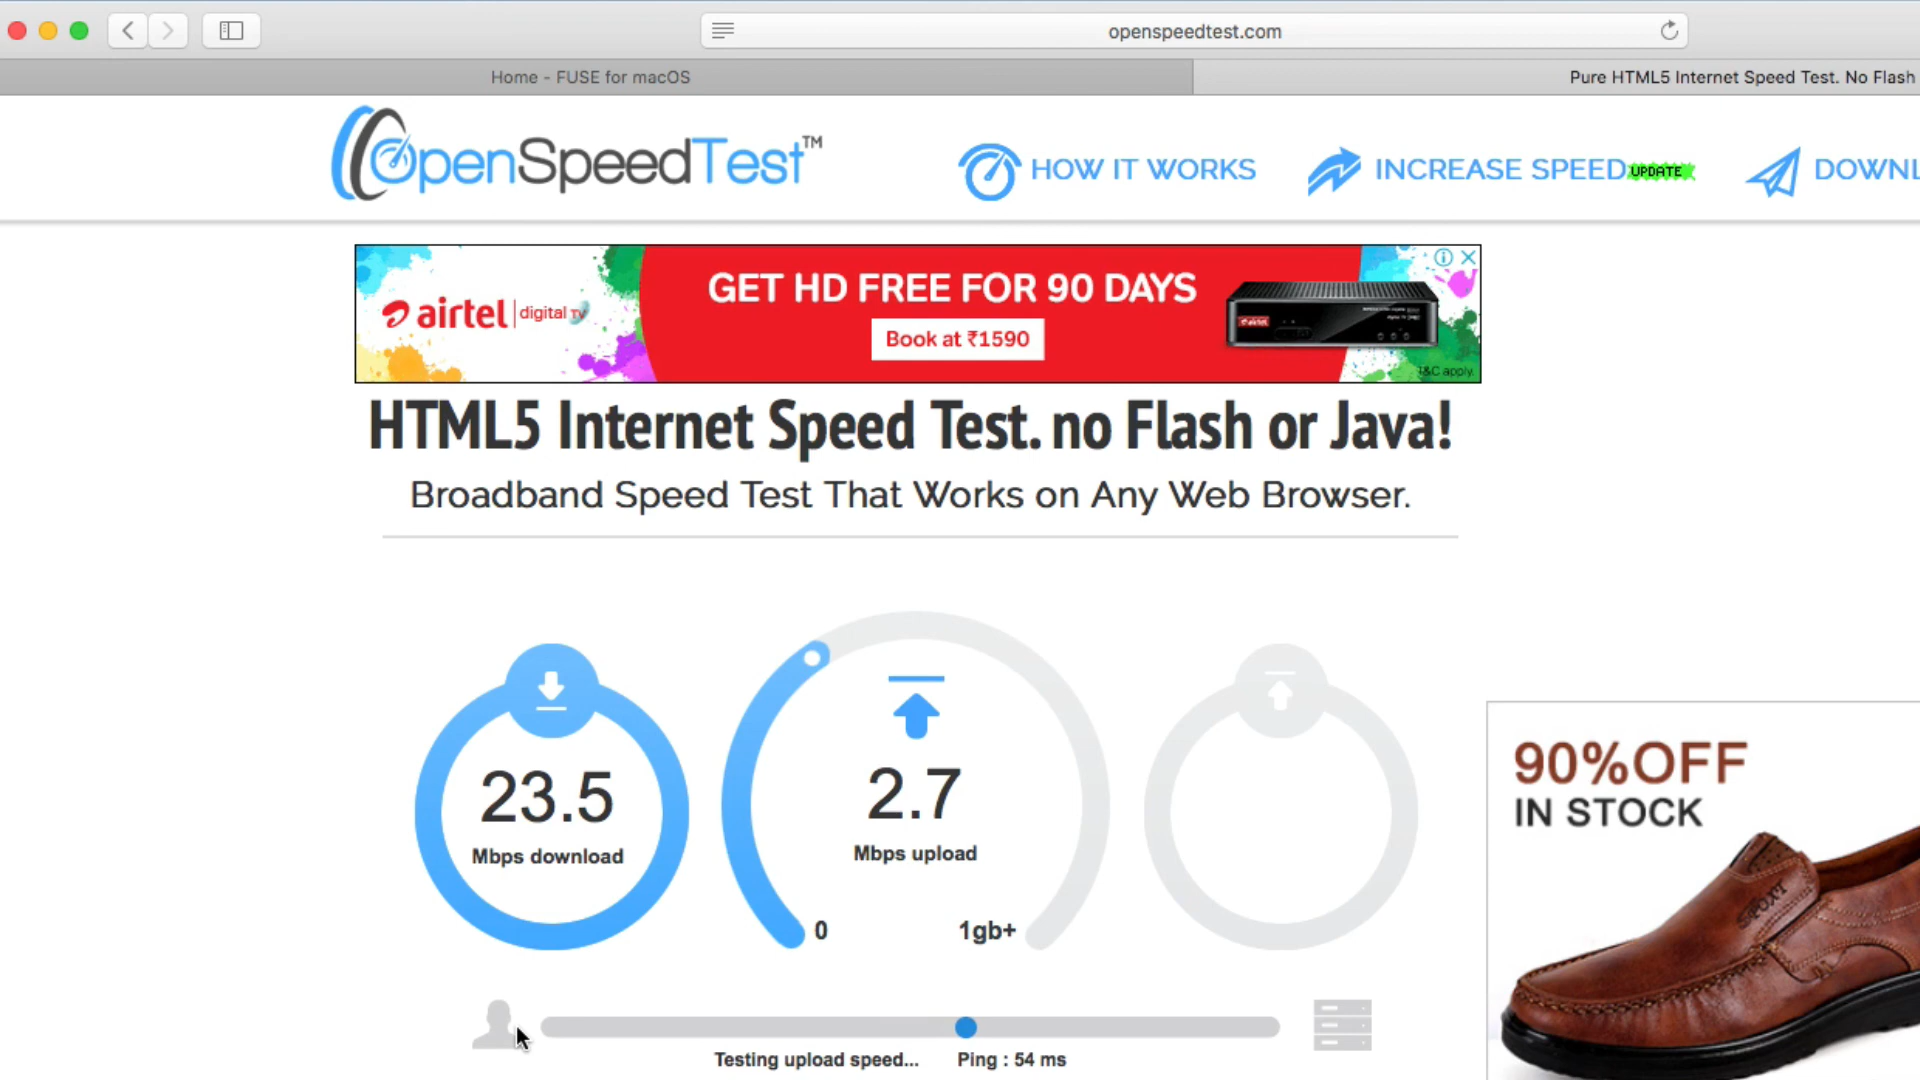 openspeedtest.com
Home - FUSE for macOS
Pure HTML5 Internet Speed Test. No Flash
OpenSpeedTest™
HOW IT WORKS
INCREASE SPEED UPDATE
DOWNL
airtel digital TV
GET HD FREE FOR 90 DAYS
Book at ₹1590
airtel
T&C apply.
HTML5 Internet Speed Test. no Flash or Java!
Broadband Speed Test That Works on Any Web Browser.
23.5
Mbps download
2.7
Mbps upload
0
1gb+
Testing upload speed...
Ping : 54 ms
90%OFF
IN STOCK